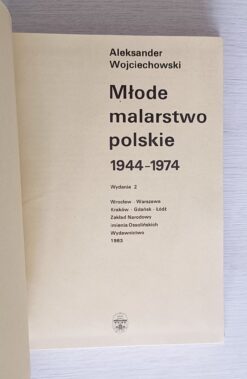 Aleksander
Wojciechowski
Młode
malarstwo
polskie
1944-1974
Wydanie 2
Wrocław · Warszawa
Kraków · Gdańsk · Łódź
Zakład Narodowy
imienia Ossolińskich
Wydawnictwo
1983